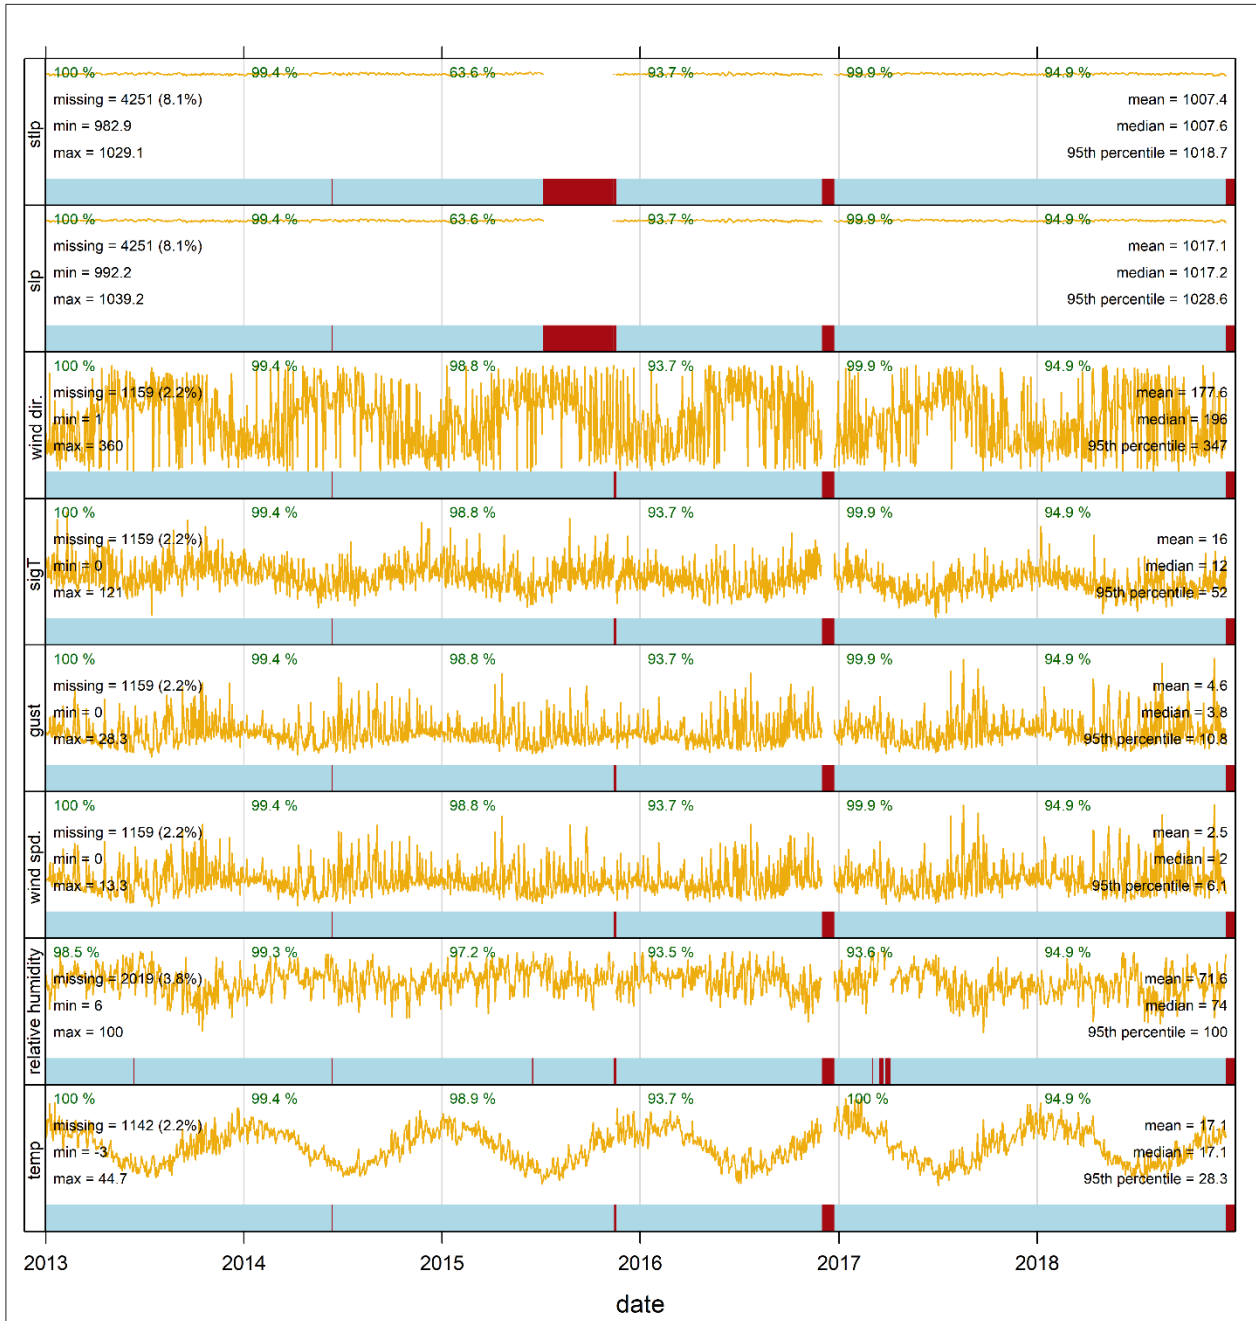 100 % 99.4 % 63.6 % 93.7 % 99.9 % 94.9 %
missing = 4251 (8.1%) mean = 1007.4
min = 982.9 median = 1007.6
max = 1029.1 95th percentile = 1018.7
stlp
100 % 99.4 % 63.6 % 93.7 % 99.9 % 94.9 %
missing = 4251 (8.1%) mean = 1017.1
min = 992.2 median = 1017.2
max = 1039.2 95th percentile = 1028.6
slp
100 % 99.4 % 98.8 % 93.7 % 99.9 % 94.9 %
missing = 1159 (2.2%) mean = 177.6
min = 1 median = 196
max = 360 95th percentile = 347
wind dir.
100 % 99.4 % 98.8 % 93.7 % 99.9 % 94.9 %
missing = 1159 (2.2%) mean = 16
min = 0 median = 12
max = 121 95th percentile = 52
sigT
100 % 99.4 % 98.8 % 93.7 % 99.9 % 94.9 %
missing = 1159 (2.2%) mean = 4.6
min = 0 median = 3.8
max = 28.3 95th percentile = 10.8
gust
100 % 99.4 % 98.8 % 93.7 % 99.9 % 94.9 %
missing = 1159 (2.2%) mean = 2.5
min = 0 median = 2
max = 13.3 95th percentile = 6.1
wind spd.
98.5 % 99.3 % 97.2 % 93.5 % 93.6 % 94.9 %
missing = 2019 (3.8%) mean = 71.6
min = 6 median = 74
max = 100 95th percentile = 100
relative humidity
100 % 99.4 % 98.9 % 93.7 % 100 % 94.9 %
missing = 1142 (2.2%) mean = 17.1
min = -3 median = 17.1
max = 44.7 95th percentile = 28.3
temp
2013 2014 2015 2016 2017 2018
date